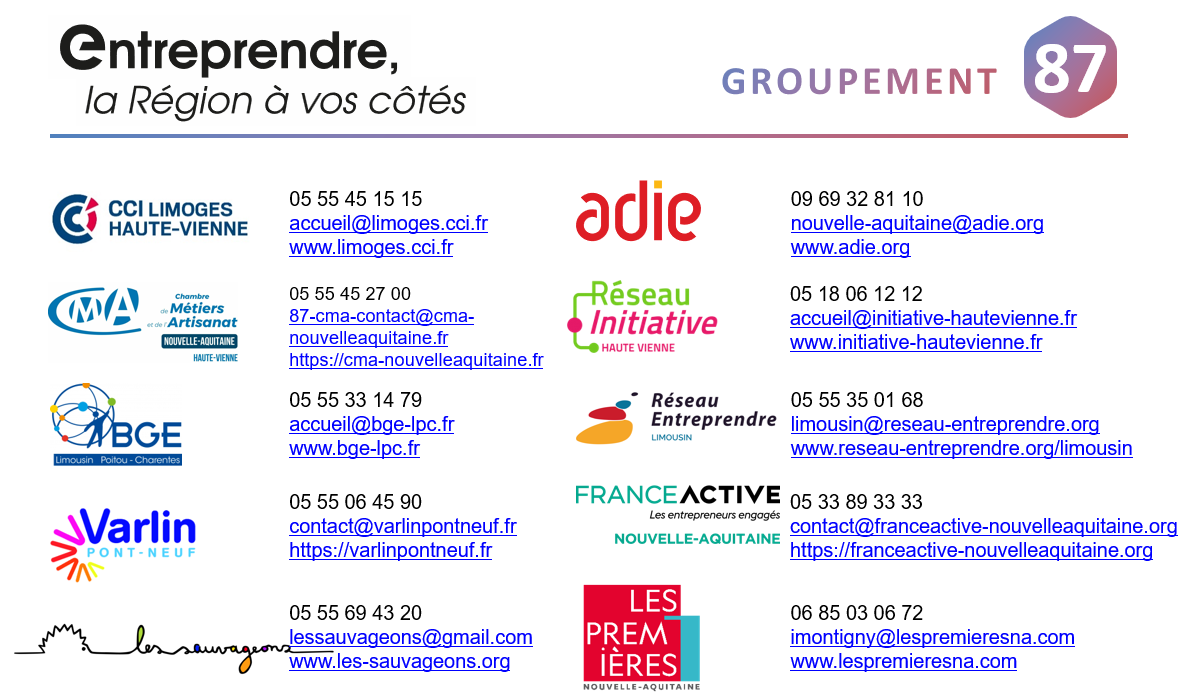 entreprendre,
la Région à vos côtés
GROUPEMENT 87
CCI LIMOGES
HAUTE-VIENNE
05 55 45 15 15
accueil@limoges.cci.fr
www.limoges.cci.fr
adie
09 69 32 81 10
nouvelle-aquitaine@adie.org
www.adie.org
CMA
Chambre
de Métiers
et de l'Artisanat
NOUVELLE-AQUITAINE
HAUTE-VIENNE
05 55 45 27 00
87-cma-contact@cma-
nouvelleaquitaine.fr
https://cma-nouvelleaquitaine.fr
Réseau
Initiative
HAUTE VIENNE
05 18 06 12 12
accueil@initiative-hautevienne.fr
www.initiative-hautevienne.fr
BGE
Limousin Poitou - Charentes
05 55 33 14 79
accueil@bge-lpc.fr
www.bge-lpc.fr
Réseau
Entreprendre
LIMOUSIN
05 55 35 01 68
limousin@reseau-entreprendre.org
www.reseau-entreprendre.org/limousin
Varlin
PONT-NEUF
05 55 06 45 90
contact@varlinpontneuf.fr
https://varlinpontneuf.fr
FRANCE ACTIVE
Les entrepreneurs engagés
NOUVELLE-AQUITAINE
05 33 89 33 33
contact@franceactive-nouvelleaquitaine.org
https://franceactive-nouvelleaquitaine.org
les sauvageons
05 55 69 43 20
lessauvageons@gmail.com
www.les-sauvageons.org
LES
PREM
IÈRES
NOUVELLE-AQUITAINE
06 85 03 06 72
imontigny@lespremieresna.com
www.lespremieresna.com